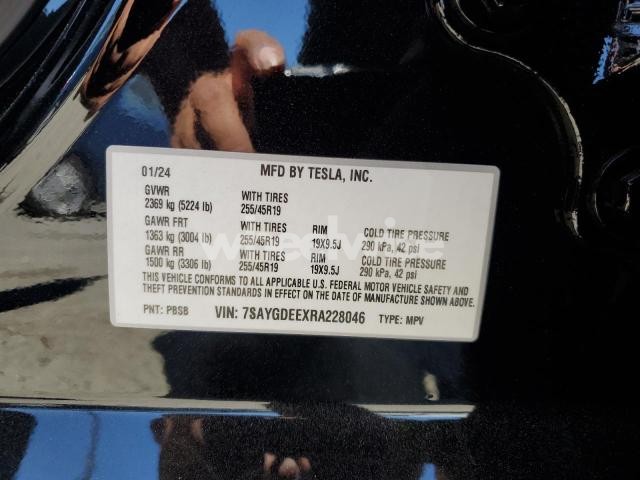 01/24 MFD BY TESLA, INC.
GVWR WITH TIRES
2369 kg (5224 lb) 255/45R19
GAWR FRT WITH TIRES RIM COLD TIRE PRESSURE
1363 kg (3004 lb) 255/45R19 19X9.5J 290 kPa, 42 psi
GAWR RR WITH TIRES RIM COLD TIRE PRESSURE
1500 kg (3306 lb) 255/45R19 19X9.5J 290 kPa, 42 psi
THIS VEHICLE CONFORMS TO ALL APPLICABLE U.S. FEDERAL MOTOR VEHICLE SAFETY AND
THEFT PREVENTION STANDARDS IN EFFECT ON THE DATE OF MANUFACTURE SHOWN ABOVE.
PNT: PBSB VIN: 7SAYGDEEXRA228046 TYPE: MPV